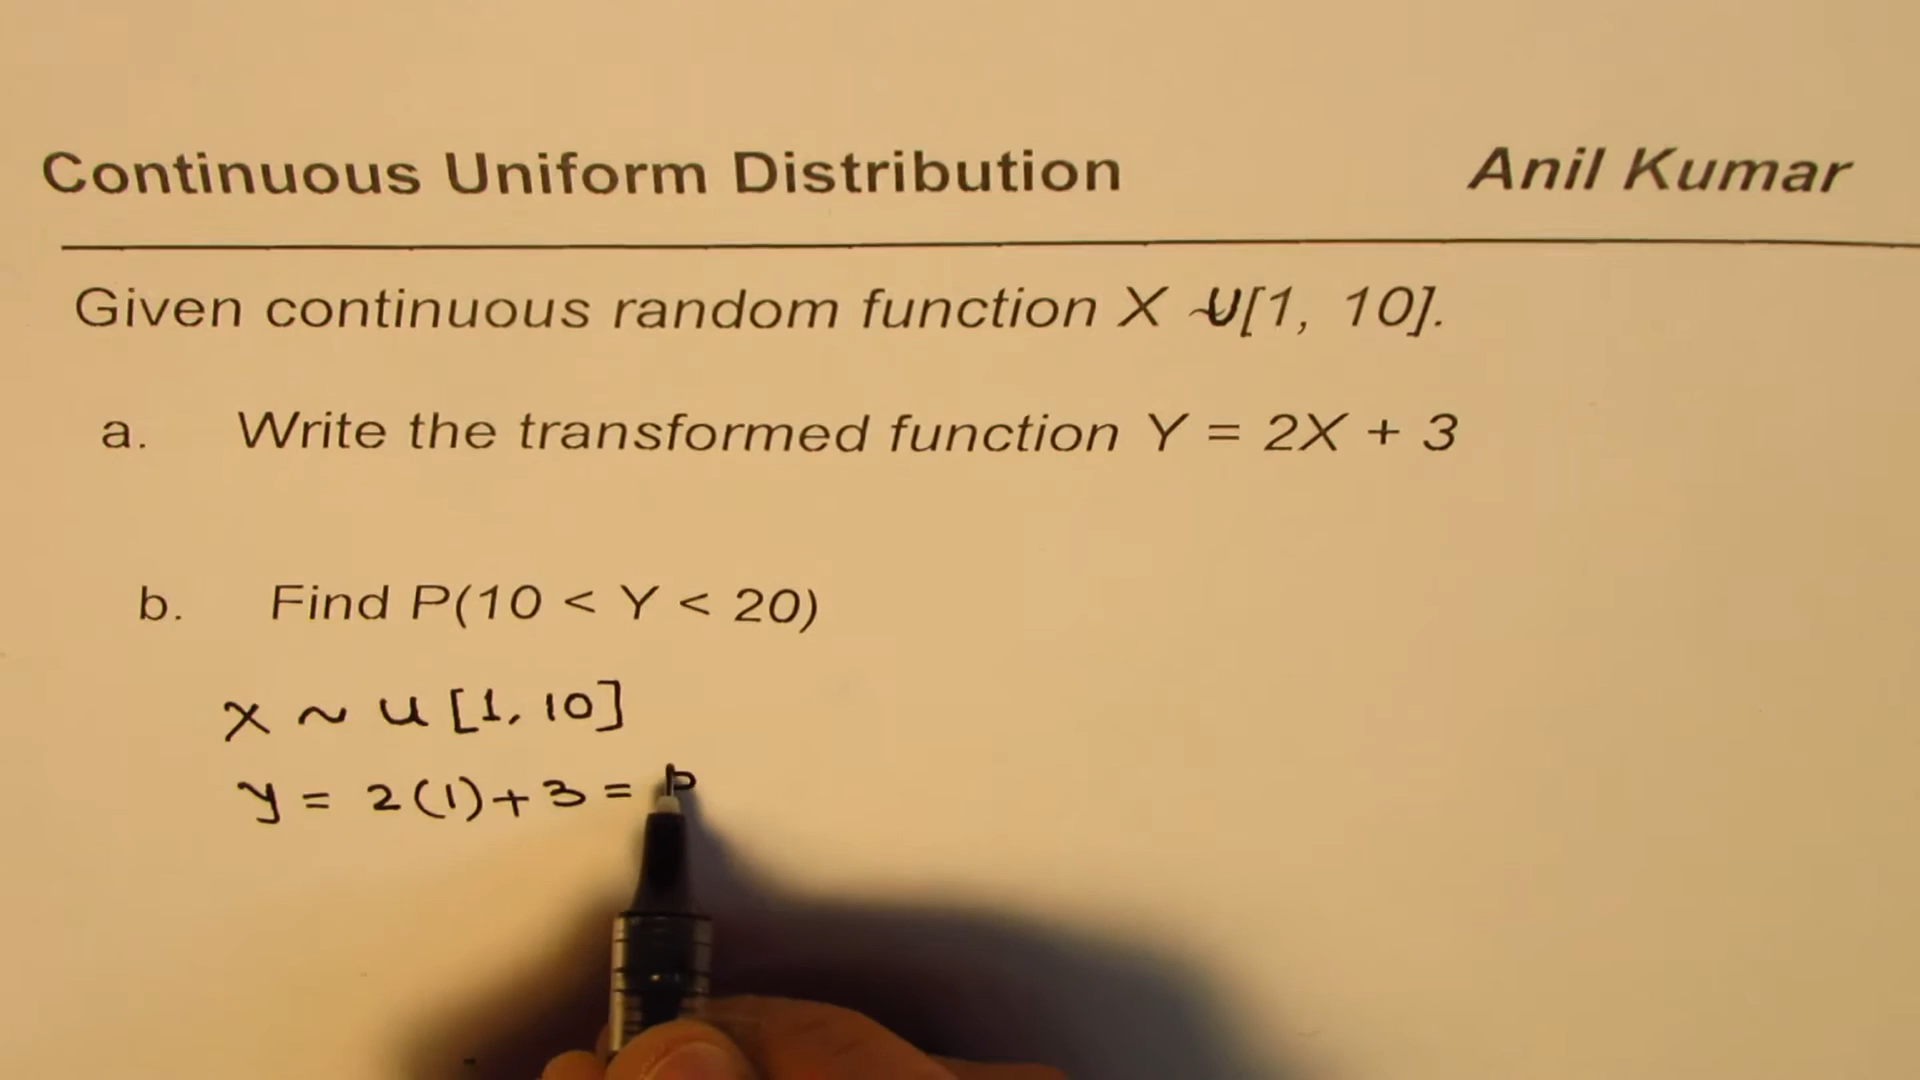 Continuous Uniform Distribution Anil Kumar
Given continuous random function X ~U[1, 10].
a. Write the transformed function Y = 2X + 3
b. Find P(10 < Y < 20)
x ~ u [1, 10]
y = 2(1)+3 =